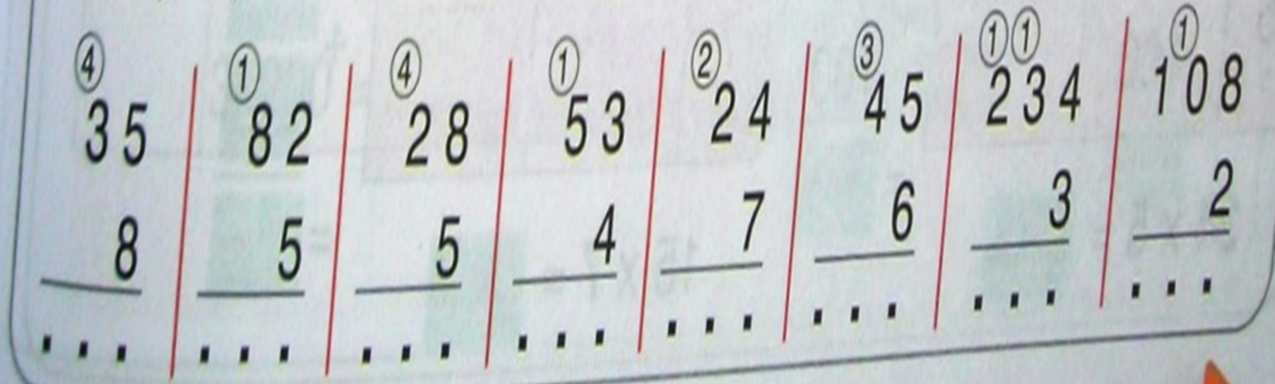 ④ ① ④ ① ② ③ ①① ①
35 82 28 53 24 45 234 108
8 5 5 4 7 6 3 2
... ... ... ... ... ... ... ...